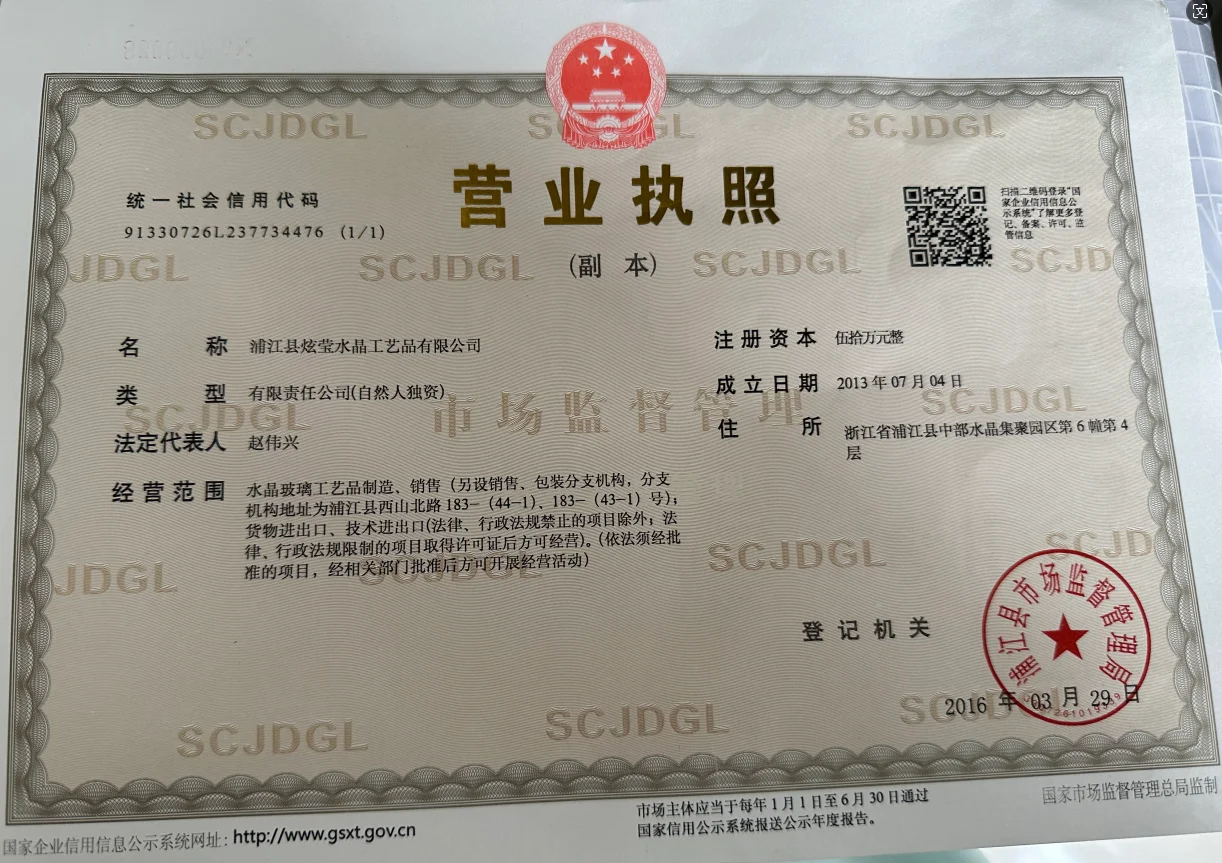 SCJDGL SCJDGL SCJDGL
营业执照
(副 本)
统一社会信用代码
91330726L237734476 (1/1)
扫描二维码登录“国
家企业信用信息公
示系统”了解更多登
记、备案、许可、监
管信息
JDGL SCJDGL SCJDGL SCJD
名 称 浦江县炫莹水晶工艺品有限公司
类 型 有限责任公司(自然人独资)
法定代表人 赵伟兴
经营范围 水晶玻璃工艺品制造、销售（另设销售、包装分支机构，分支
机构地址为浦江县西山北路183-（44-1)、183-（43-1）号)；
货物进出口、技术进出口(法律、行政法规禁止的项目除外；法
律、行政法规限制的项目取得许可证后方可经营)。(依法须经批
准的项目，经相关部门批准后方可开展经营活动）
注册资本 伍拾万元整
成立日期 2013年07月04日
住 所 浙江省浦江县中部水晶集聚园区第6幢第4
层
SCJDGL 市场监督管理 SCJDGL
JDGL SCJDGL SCJDGL SCJD
登记机关
浦江县市场监督管理局
2016 年 03 月 29 日
SCJDGL SCJDGL SCJDGL
国家企业信用信息公示系统网址：http://www.gsxt.gov.cn
市场主体应当于每年1月1日至6月30日通过
国家信用公示系统报送公示年度报告。
国家市场监督管理总局监制